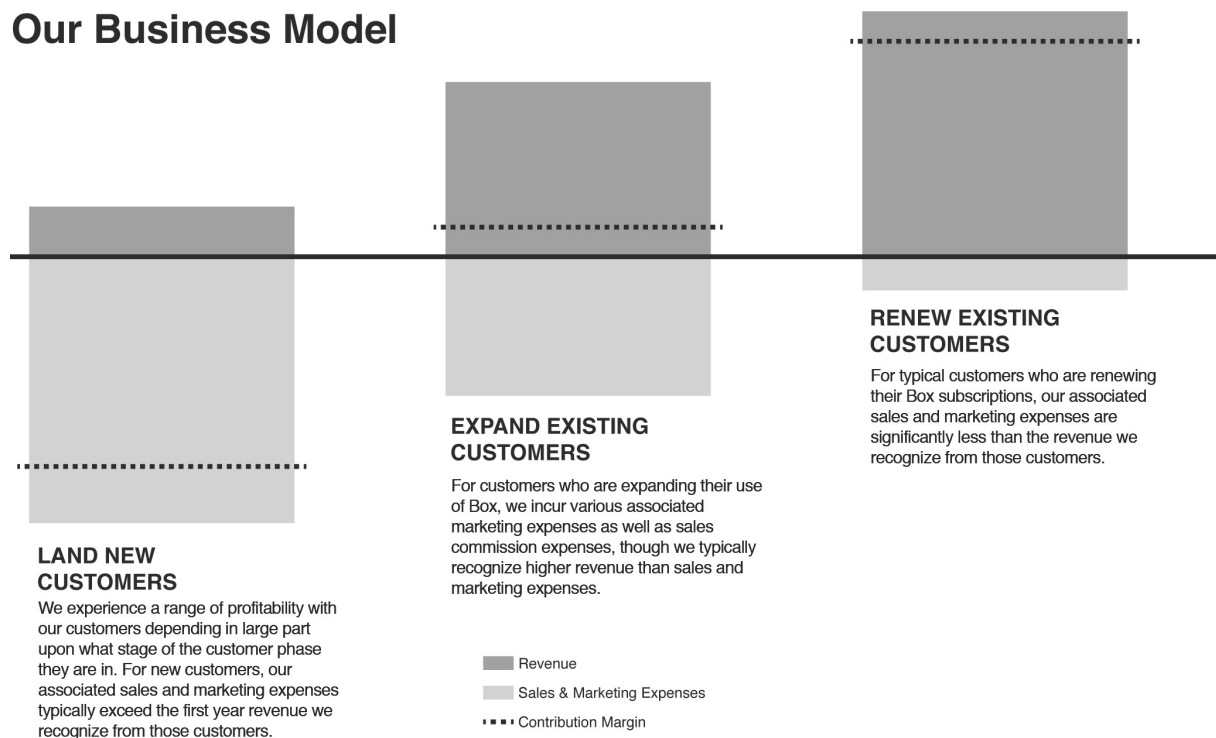 Our Business Model
LAND NEW
CUSTOMERS
We experience a range of profitability with
our customers depending in large part
upon what stage of the customer phase
they are in. For new customers, our
associated sales and marketing expenses
typically exceed the first year revenue we
recognize from those customers.
EXPAND EXISTING
CUSTOMERS
For customers who are expanding their use
of Box, we incur various associated
marketing expenses as well as sales
commission expenses, though we typically
recognize higher revenue than sales and
marketing expenses.
RENEW EXISTING
CUSTOMERS
For typical customers who are renewing
their Box subscriptions, our associated
sales and marketing expenses are
significantly less than the revenue we
recognize from those customers.
Revenue
Sales & Marketing Expenses
Contribution Margin